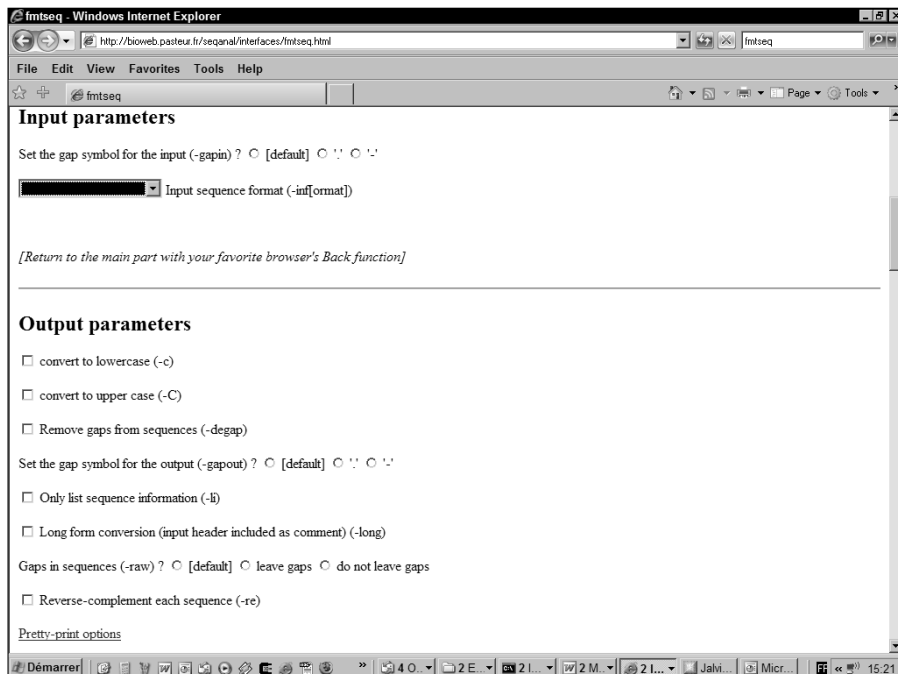 fmtseq - Windows Internet Explorer
http://bioweb.pasteur.fr/seqanal/interfaces/fmtseq.html
fmtseq
File Edit View Favorites Tools Help
fmtseq
Page Tools
Input parameters
Set the gap symbol for the input (-gapin) ? [default] '.' '-'
Input sequence format (-inf[ormat])
[Return to the main part with your favorite browser's Back function]
Output parameters
convert to lowercase (-c)
convert to upper case (-C)
Remove gaps from sequences (-degap)
Set the gap symbol for the output (-gapout) ? [default] '.' '-'
Only list sequence information (-li)
Long form conversion (input header included as comment) (-long)
Gaps in sequences (-raw) ? [default] leave gaps do not leave gaps
Reverse-complement each sequence (-re)
Pretty-print options
Démarrer » 4 O... 2 E... 2 I... 2 M... 2 I... Jalvi... Micr... « 15:21